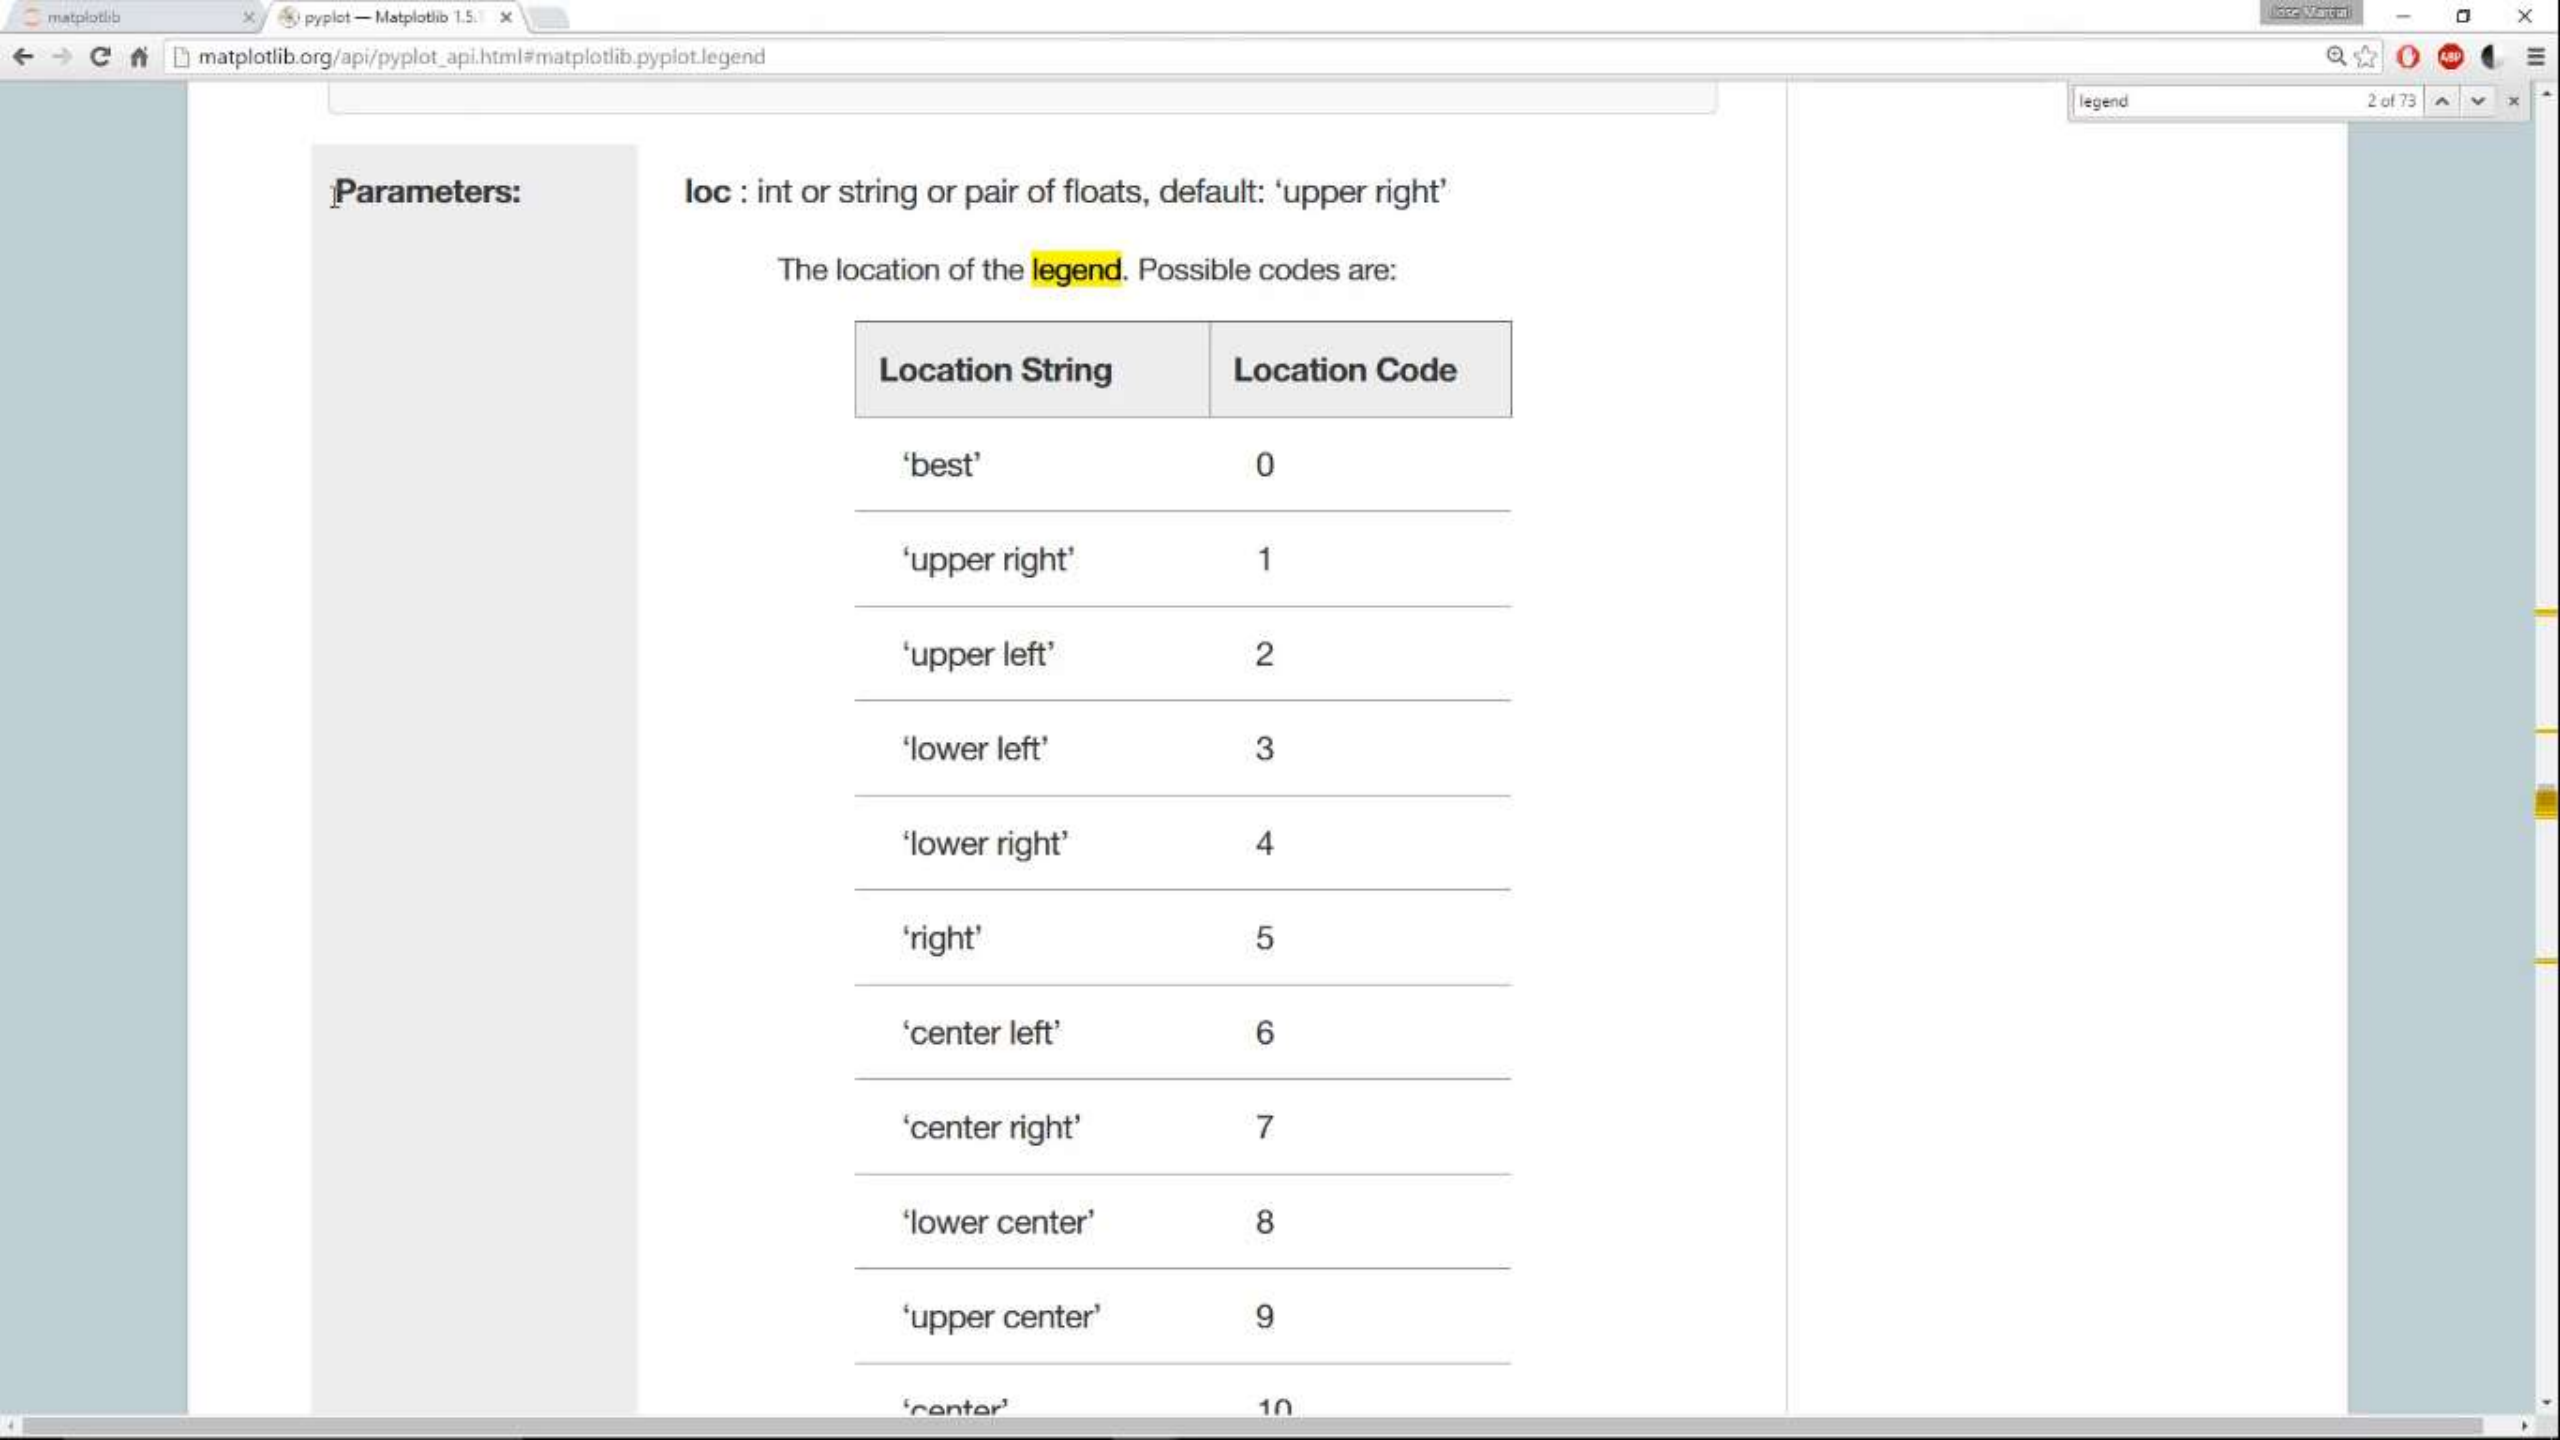 matplotlib
pyplot — Matplotlib 1.5.
matplotlib.org/api/pyplot_api.html#matplotlib.pyplot.legend
legend 2 of 73
Parameters: loc : int or string or pair of floats, default: ‘upper right’
The location of the legend. Possible codes are:
Location String Location Code
‘best’ 0
‘upper right’ 1
‘upper left’ 2
‘lower left’ 3
‘lower right’ 4
‘right’ 5
‘center left’ 6
‘center right’ 7
‘lower center’ 8
‘upper center’ 9
‘center’ 10